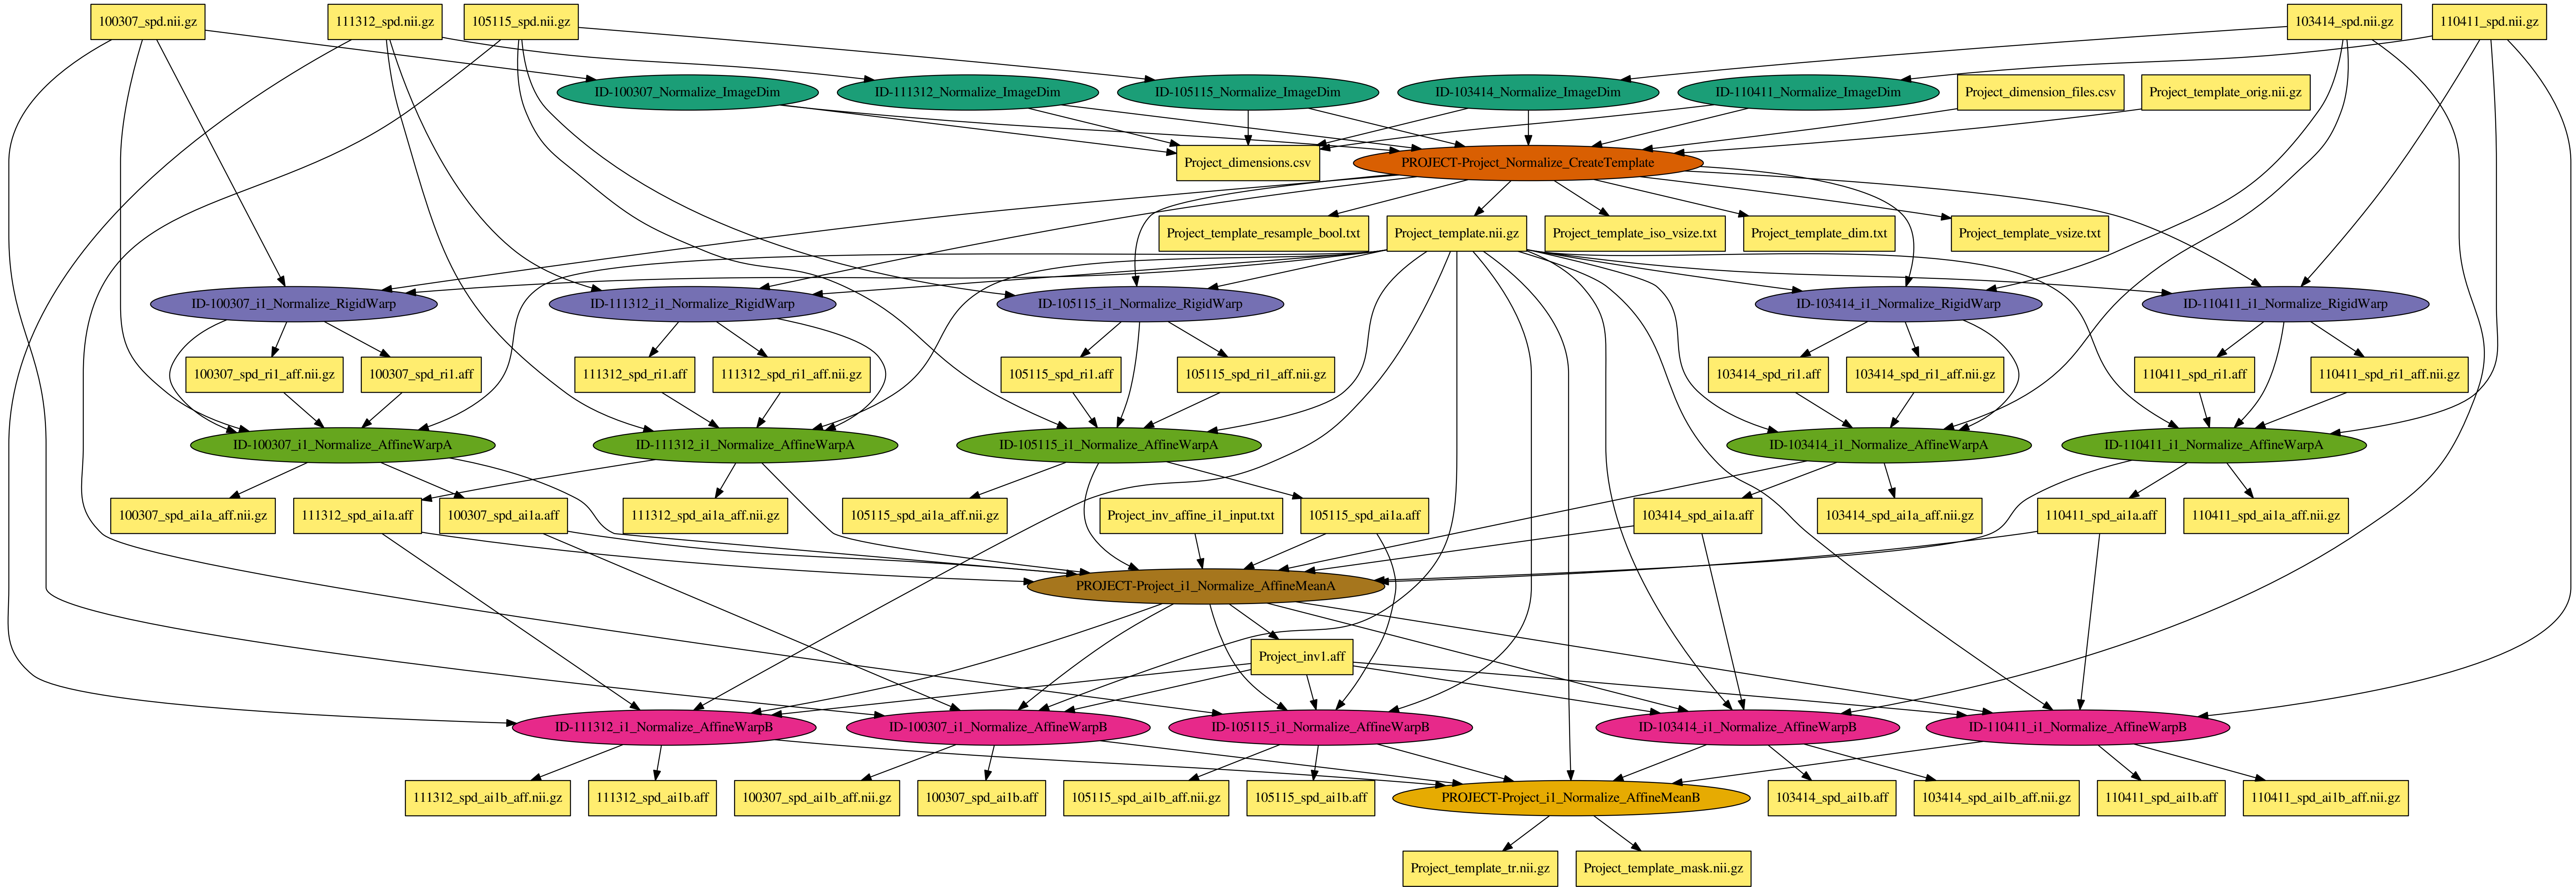 100307_spd.nii.gz
111312_spd.nii.gz
105115_spd.nii.gz
103414_spd.nii.gz
110411_spd.nii.gz
ID-100307_Normalize_ImageDim
ID-111312_Normalize_ImageDim
ID-105115_Normalize_ImageDim
ID-103414_Normalize_ImageDim
ID-110411_Normalize_ImageDim
Project_dimension_files.csv
Project_template_orig.nii.gz
Project_dimensions.csv
PROJECT-Project_Normalize_CreateTemplate
Project_template_resample_bool.txt
Project_template.nii.gz
Project_template_iso_vsize.txt
Project_template_dim.txt
Project_template_vsize.txt
ID-100307_i1_Normalize_RigidWarp
ID-111312_i1_Normalize_RigidWarp
ID-105115_i1_Normalize_RigidWarp
ID-103414_i1_Normalize_RigidWarp
ID-110411_i1_Normalize_RigidWarp
100307_spd_ri1_aff.nii.gz
100307_spd_ri1.aff
111312_spd_ri1.aff
111312_spd_ri1_aff.nii.gz
105115_spd_ri1.aff
105115_spd_ri1_aff.nii.gz
103414_spd_ri1.aff
103414_spd_ri1_aff.nii.gz
110411_spd_ri1.aff
110411_spd_ri1_aff.nii.gz
ID-100307_i1_Normalize_AffineWarpA
ID-111312_i1_Normalize_AffineWarpA
ID-105115_i1_Normalize_AffineWarpA
ID-103414_i1_Normalize_AffineWarpA
ID-110411_i1_Normalize_AffineWarpA
100307_spd_ai1a_aff.nii.gz
111312_spd_ai1a.aff
100307_spd_ai1a.aff
111312_spd_ai1a_aff.nii.gz
105115_spd_ai1a_aff.nii.gz
Project_inv_affine_i1_input.txt
105115_spd_ai1a.aff
103414_spd_ai1a.aff
103414_spd_ai1a_aff.nii.gz
110411_spd_ai1a.aff
110411_spd_ai1a_aff.nii.gz
PROJECT-Project_i1_Normalize_AffineMeanA
Project_inv1.aff
ID-111312_i1_Normalize_AffineWarpB
ID-100307_i1_Normalize_AffineWarpB
ID-105115_i1_Normalize_AffineWarpB
ID-103414_i1_Normalize_AffineWarpB
ID-110411_i1_Normalize_AffineWarpB
111312_spd_ai1b_aff.nii.gz
111312_spd_ai1b.aff
100307_spd_ai1b_aff.nii.gz
100307_spd_ai1b.aff
105115_spd_ai1b_aff.nii.gz
105115_spd_ai1b.aff
PROJECT-Project_i1_Normalize_AffineMeanB
103414_spd_ai1b.aff
103414_spd_ai1b_aff.nii.gz
110411_spd_ai1b.aff
110411_spd_ai1b_aff.nii.gz
Project_template_tr.nii.gz
Project_template_mask.nii.gz